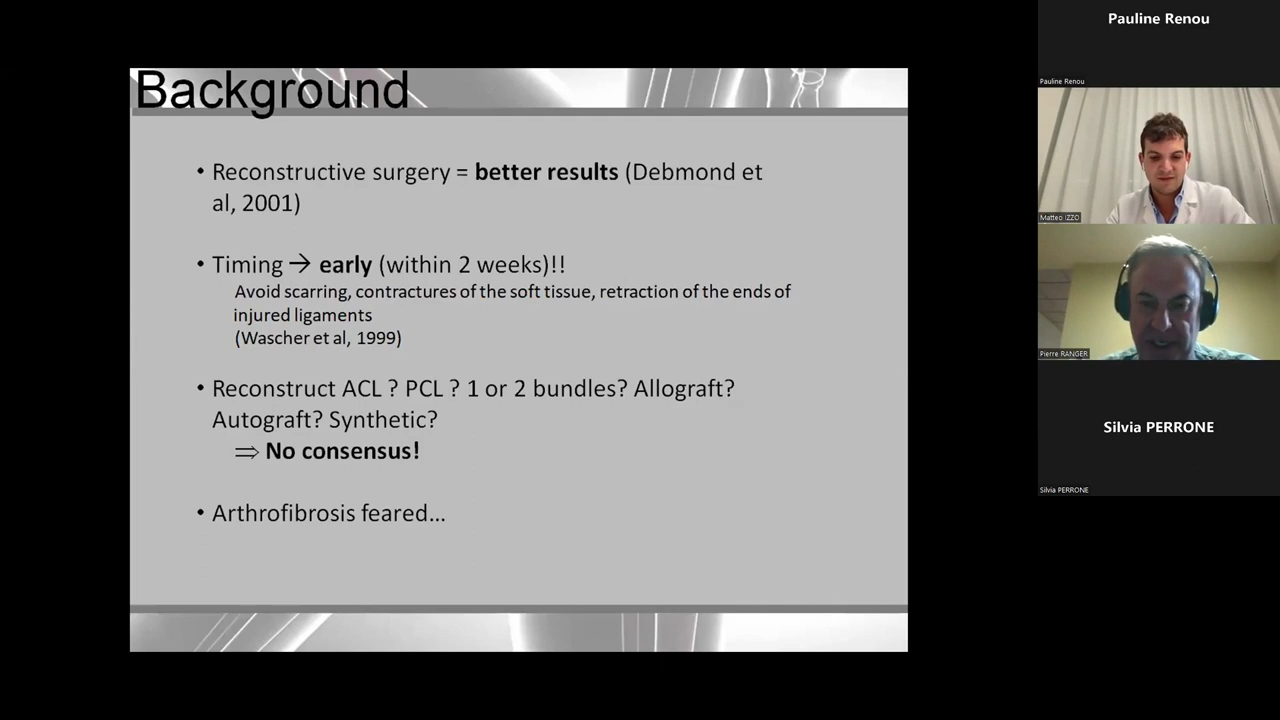 Background
• Reconstructive surgery = better results (Debmond et
al, 2001)
• Timing → early (within 2 weeks)!!
Avoid scarring, contractures of the soft tissue, retraction of the ends of
injured ligaments
(Wascher et al, 1999)
• Reconstruct ACL ? PCL ? 1 or 2 bundles? Allograft?
Autograft? Synthetic?
⇒ No consensus!
• Arthrofibrosis feared...
Pauline Renou
Pauline Renou
Matteo IZZO
Pierre RANGER
Silvia PERRONE
Silvia PERRONE